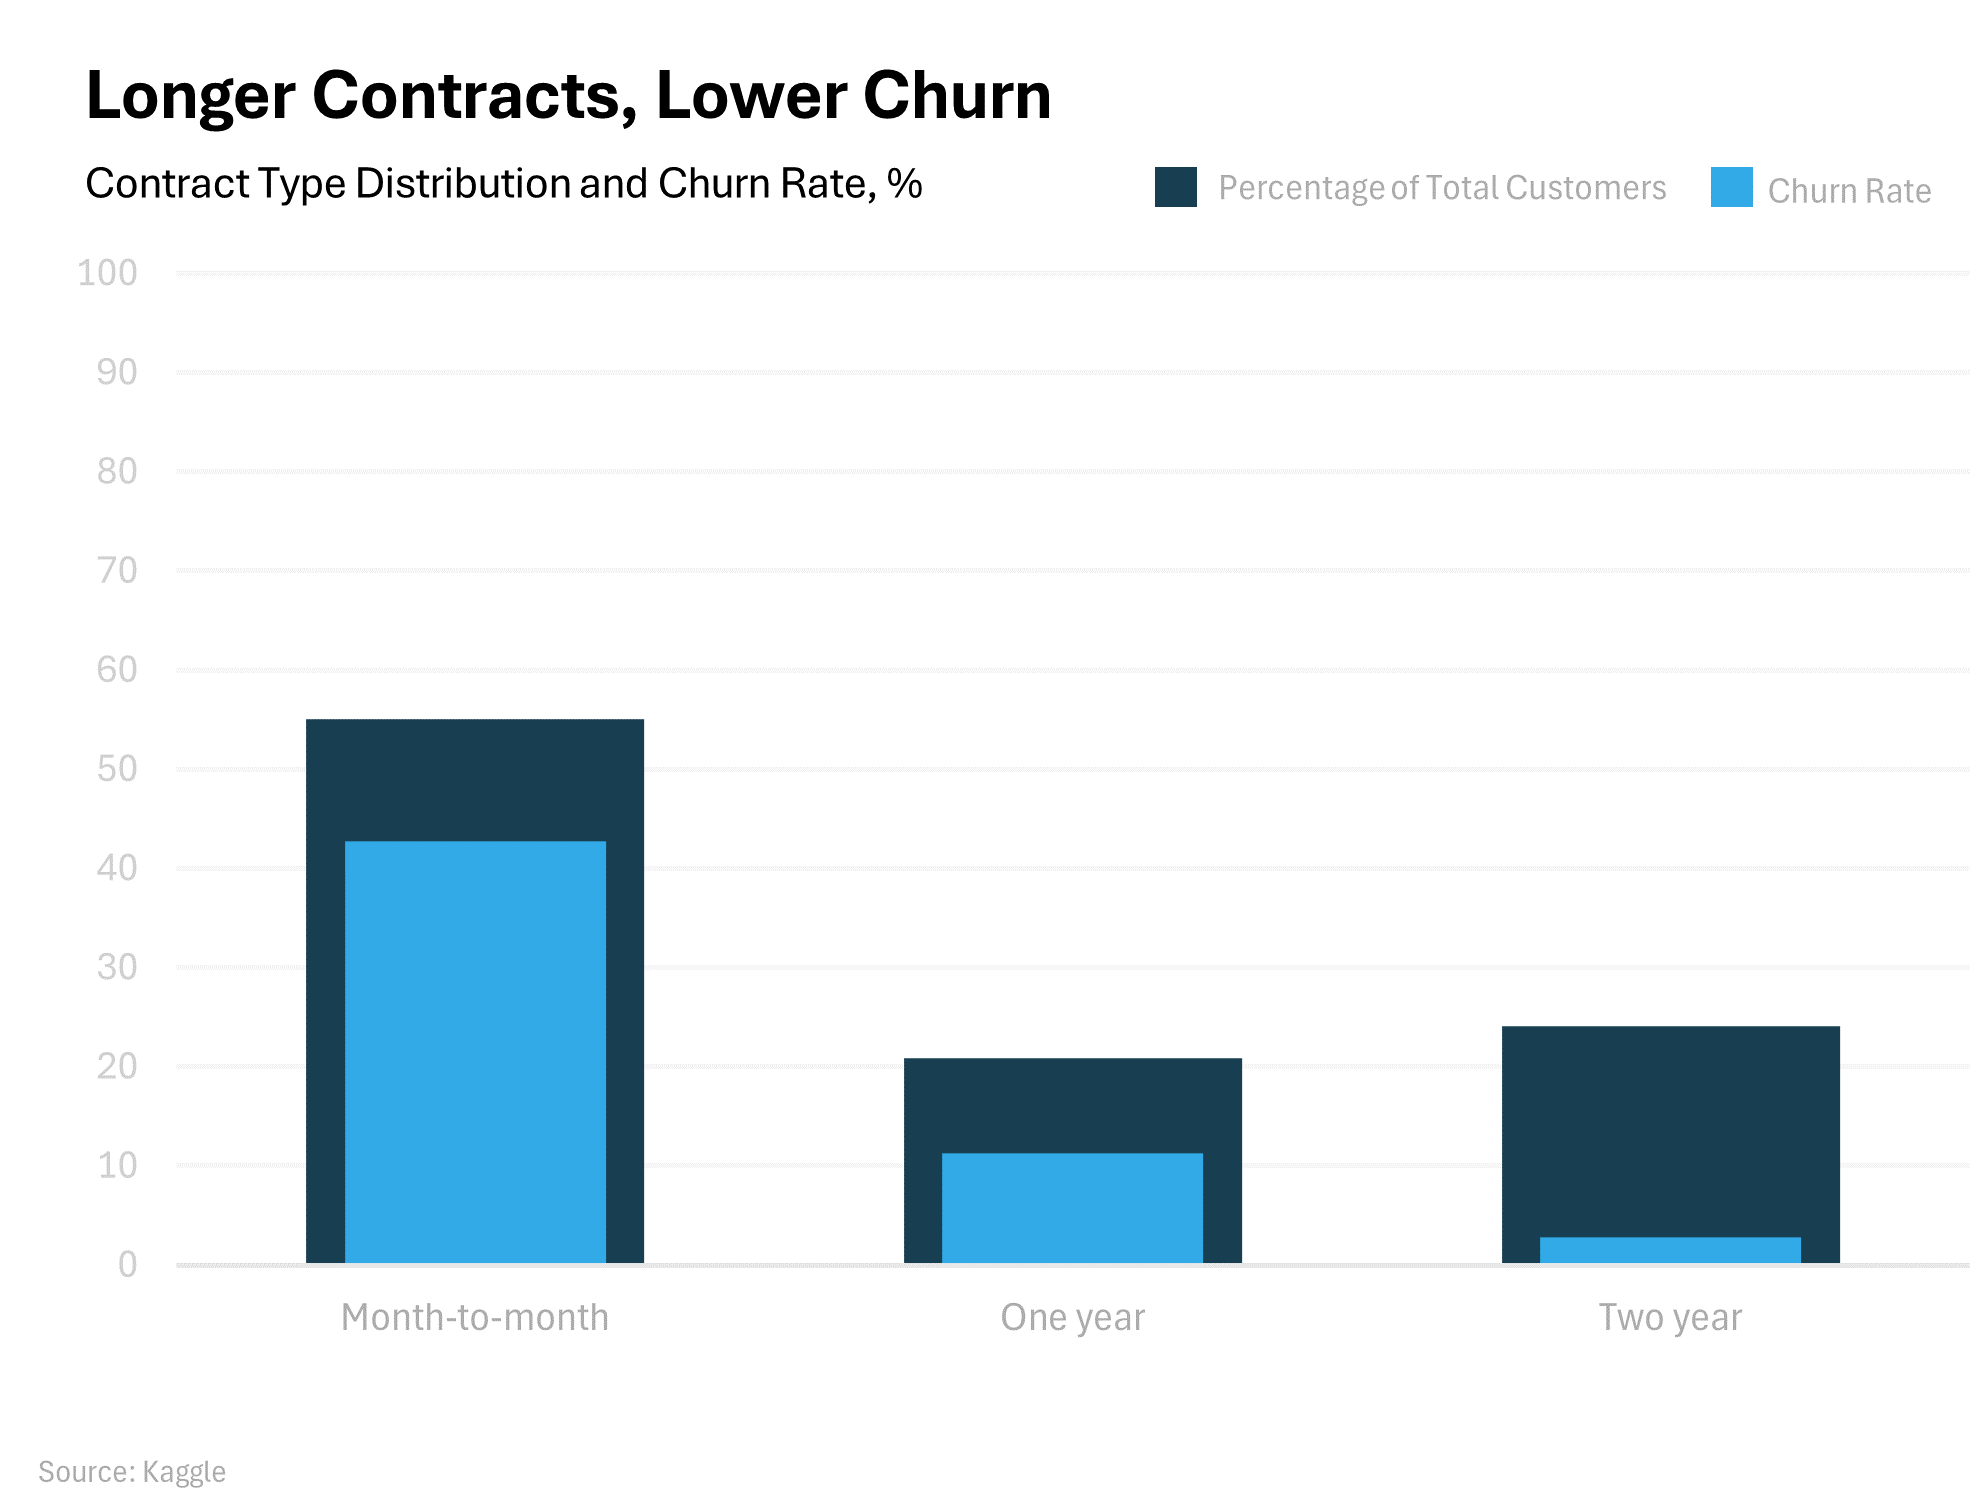 Longer Contracts, Lower Churn
Contract Type Distribution and Churn Rate, %
Percentage of Total Customers
Churn Rate
100
90
80
70
60
50
40
30
20
10
0
Month-to-month
One year
Two year
Source: Kaggle